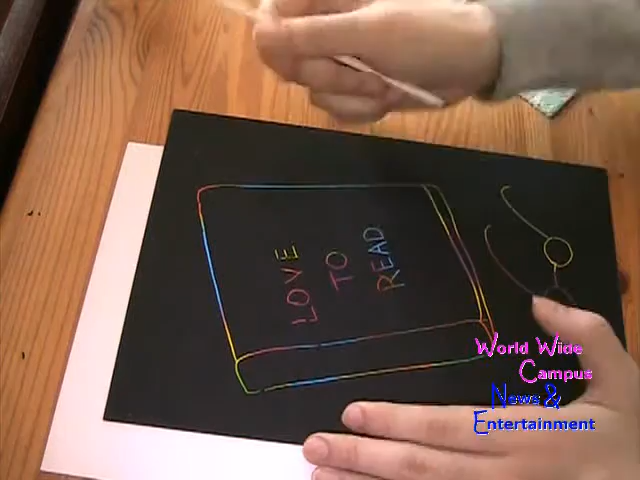 LOVE
TO
READ
World Wide
Campus
News &
Entertainment